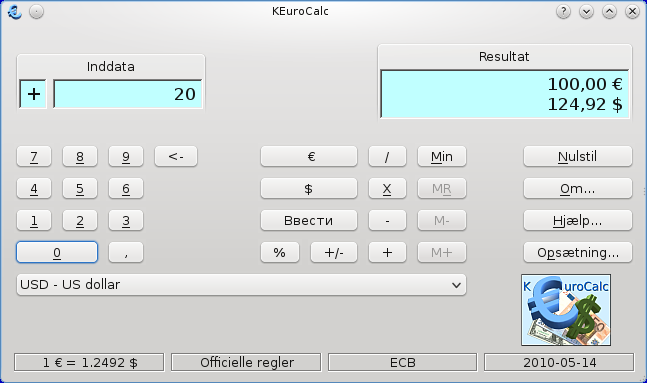 KEuroCalc
Inddata
Resultat
+ 20
100,00 €
124,92 $
7 8 9 <- € / Min Nulstil
4 5 6 $ X MR Om...
1 2 3 Ввести - M- Hjælp...
0 , % +/- + M+ Opsætning...
USD - US dollar
KEuroCalc
1 € = 1.2492 $ Officielle regler ECB 2010-05-14